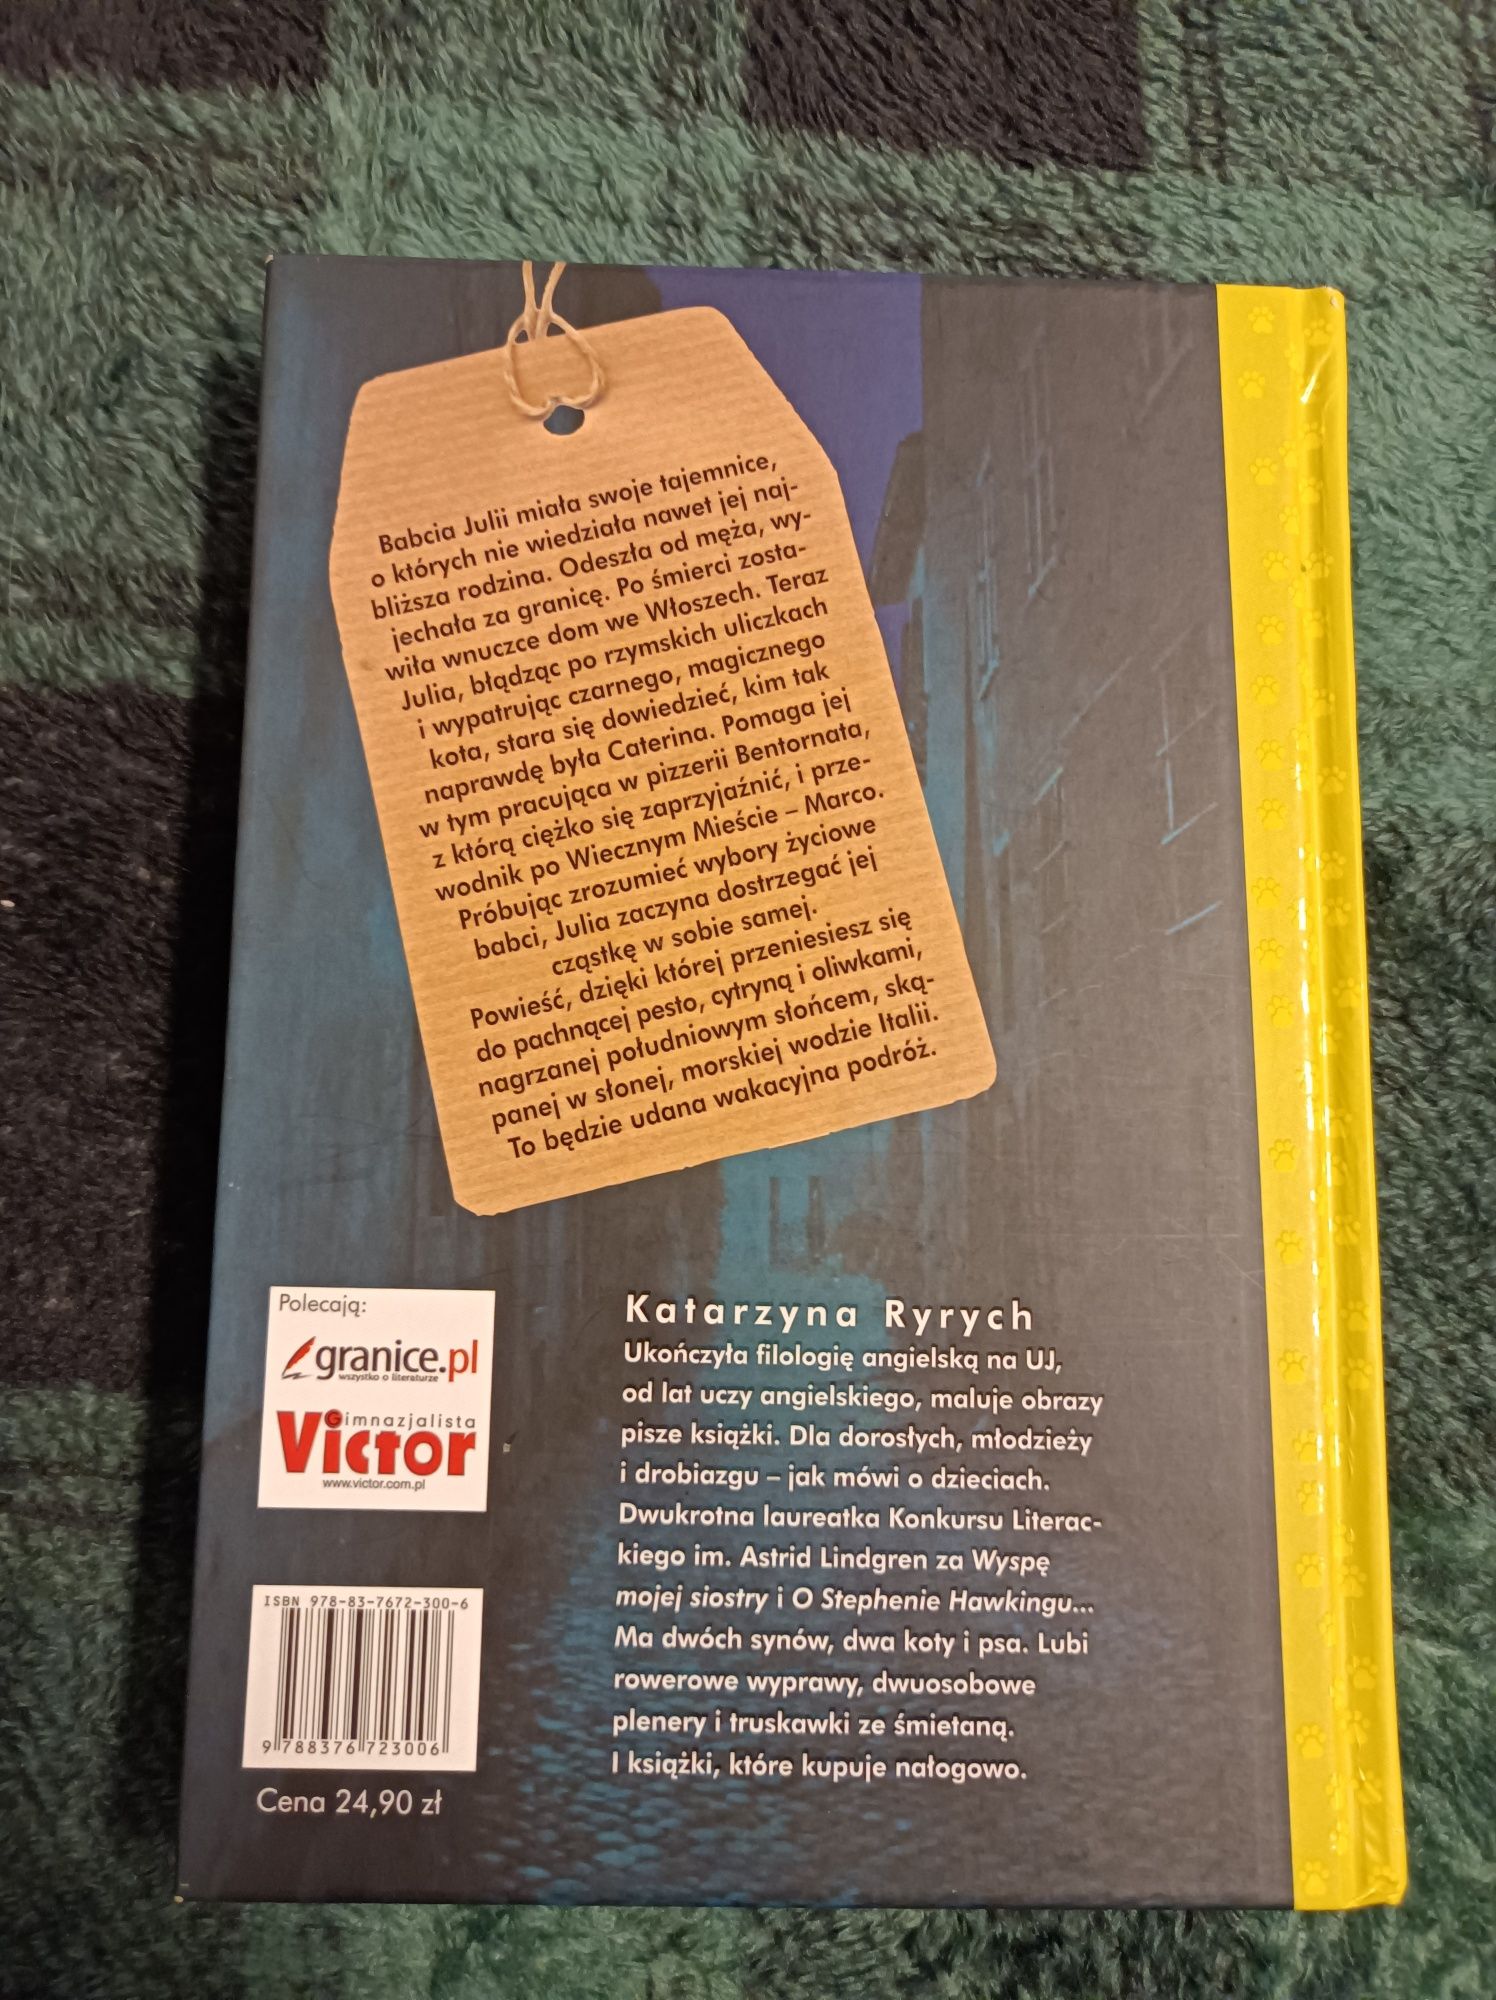 Babcia Julii miała swoje tajemnice,
o których nie wiedziała nawet jej naj-
bliższa rodzina. Odeszła od męża, wy-
jechała za granicę. Po śmierci zosta-
wiła wnuczce dom we Włoszech. Teraz
Julia, błądząc po rzymskich uliczkach
i wypatrując czarnego, magicznego
kota, stara się dowiedzieć, kim tak
naprawdę była Caterina. Pomaga jej
w tym pracująca w pizzerii Bentornata,
z którą ciężko się zaprzyjaźnić, i prze-
wodnik po Wiecznym Mieście – Marco.
Próbując zrozumieć wybory życiowe
babci, Julia zaczyna dostrzegać jej
cząstkę w sobie samej.
Powieść, dzięki której przeniesiesz się
do pachnącej pesto, cytryną i oliwkami,
nagrzanej południowym słońcem, ską-
panej w słonej, morskiej wodzie Italii.
To będzie udana wakacyjna podróż.
Polecają:
granice.pl
wszystko o literaturze
Gimnazjalista
Victor
www.victor.com.pl
ISBN 978-83-7672-300-6
9 788376 723006
Cena 24,90 zł
Katarzyna Ryrych
Ukończyła filologię angielską na UJ,
od lat uczy angielskiego, maluje obrazy
pisze książki. Dla dorosłych, młodzieży
i drobiazgu – jak mówi o dzieciach.
Dwukrotna laureatka Konkursu Literac-
kiego im. Astrid Lindgren za Wyspę
mojej siostry i O Stephenie Hawkingu...
Ma dwóch synów, dwa koty i psa. Lubi
rowerowe wyprawy, dwuosobowe
plenery i truskawki ze śmietaną.
I książki, które kupuje nałogowo.